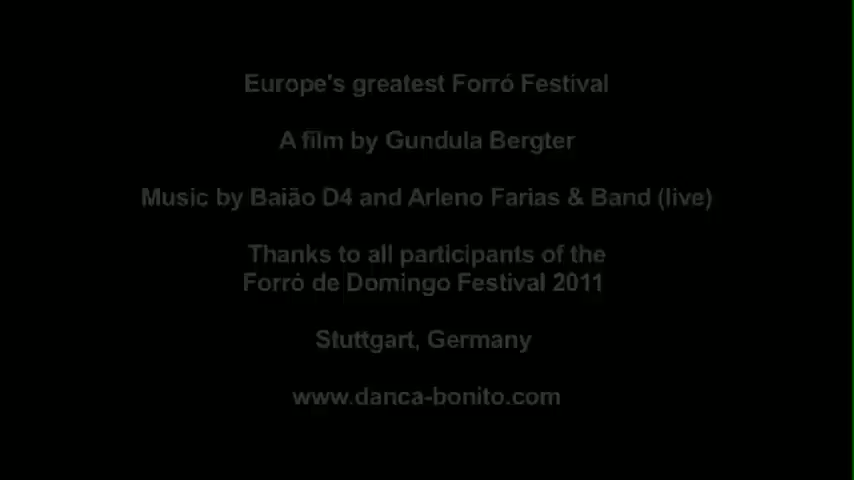 Europe's greatest Forró Festival
A film by Gundula Bergter
Music by Baião D4 and Arleno Farias & Band (live)
Thanks to all participants of the
Forró de Domingo Festival 2011
Stuttgart, Germany
www.danca-bonito.com